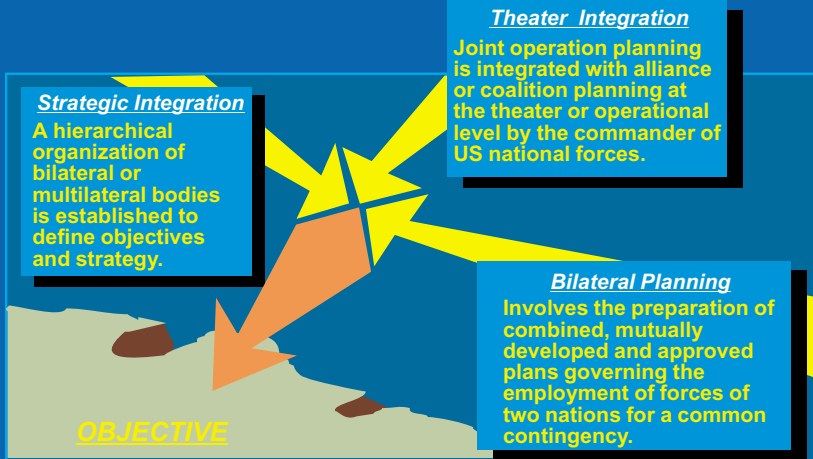 Theater Integration
Joint operation planning
is integrated with alliance
or coalition planning at
the theater or operational
level by the commander of
US national forces.
Strategic Integration
A hierarchical
organization of
bilateral or
multilateral bodies
is established to
define objectives
and strategy.
Bilateral Planning
Involves the preparation of
combined, mutually
developed and approved
plans governing the
employment of forces of
two nations for a common
contingency.
OBJECTIVE